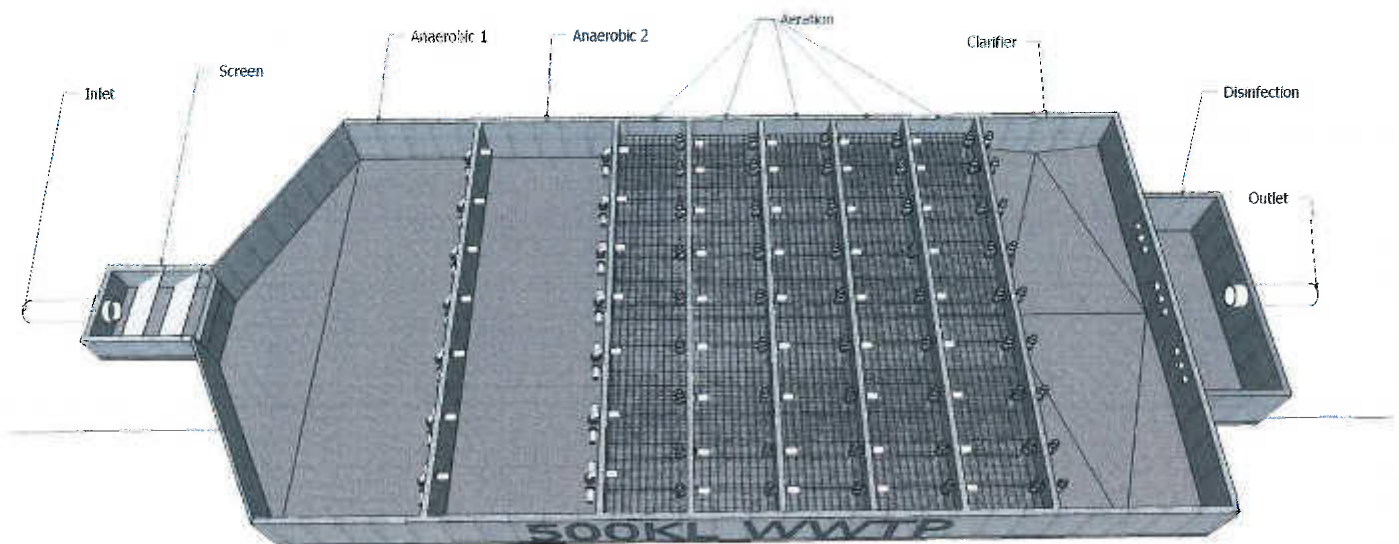 Aeration
Anaerobic 1
Anaerobic 2
Clarifier
Screen
Inlet
Disinfection
Outlet
500KL WWTP